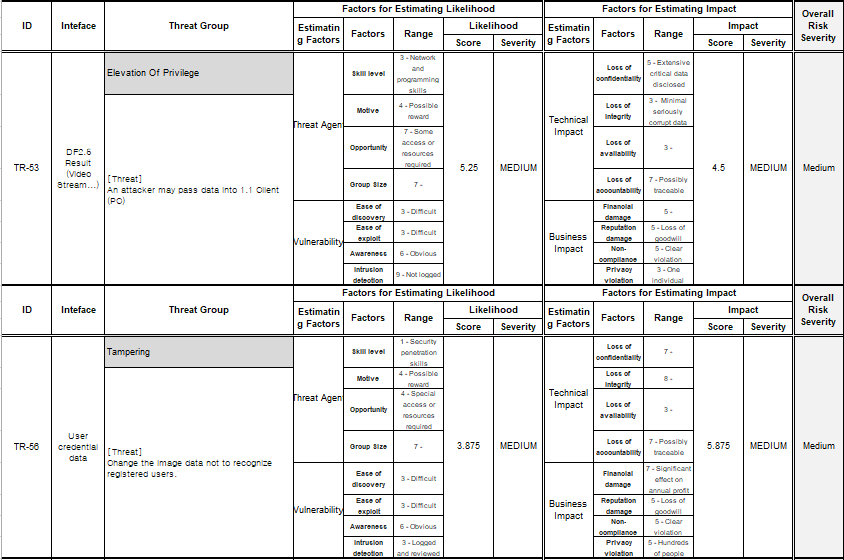 ID
Inteface
Threat Group
Factors for Estimating Likelihood
Factors for Estimating Impact
Overall
Risk
Severity
Estimatin
g Factors
Factors
Range
Likelihood
Score
Severity
Estimatin
g Factors
Factors
Range
Impact
Score
Severity
TR-53
DF2.5
Result
(Video
Stream...)
Elevation Of Privilege
[Threat]
An attacker may pass data into 1.1 Client
(PC)
Threat Agen
Skill level
3 - Network
and
programming
skills
Motive
4 - Possible
reward
Opportunity
7 - Some
access or
resources
required
Group Size
7 -
Vulnerability
Ease of
discovery
3 - Difficult
Ease of
exploit
3 - Difficult
Awareness
6 - Obvious
Intrusion
detection
9 - Not logged
5.25
MEDIUM
Technical
Impact
Loss of
confidentiality
5 - Extensive
critical data
disclosed
Loss of
integrity
3 - Minimal
seriously
corrupt data
Loss of
availability
3 -
Loss of
accountability
7 - Possibly
traceable
Business
Impact
Financial
damage
5 -
Reputation
damage
5 - Loss of
goodwill
Non-
compliance
5 - Clear
violation
Privacy
violation
3 - One
individual
4.5
MEDIUM
Medium
ID
Inteface
Threat Group
Factors for Estimating Likelihood
Factors for Estimating Impact
Overall
Risk
Severity
Estimatin
g Factors
Factors
Range
Likelihood
Score
Severity
Estimatin
g Factors
Factors
Range
Impact
Score
Severity
TR-56
User
credential
data
Tampering
[Threat]
Change the image data not to recognize
registered users.
Threat Agen
Skill level
1 - Security
penetration
skills
Motive
4 - Possible
reward
Opportunity
4 - Special
access or
resources
required
Group Size
7 -
Vulnerability
Ease of
discovery
3 - Difficult
Ease of
exploit
3 - Difficult
Awareness
6 - Obvious
Intrusion
detection
3 - Logged
and reviewed
3.875
MEDIUM
Technical
Impact
Loss of
confidentiality
7 -
Loss of
integrity
8 -
Loss of
availability
3 -
Loss of
accountability
7 - Possibly
traceable
Business
Impact
Financial
damage
7 - Significant
effect on
annual profit
Reputation
damage
5 - Loss of
goodwill
Non-
compliance
5 - Clear
violation
Privacy
violation
5 - Hundreds
of people
5.875
MEDIUM
Medium